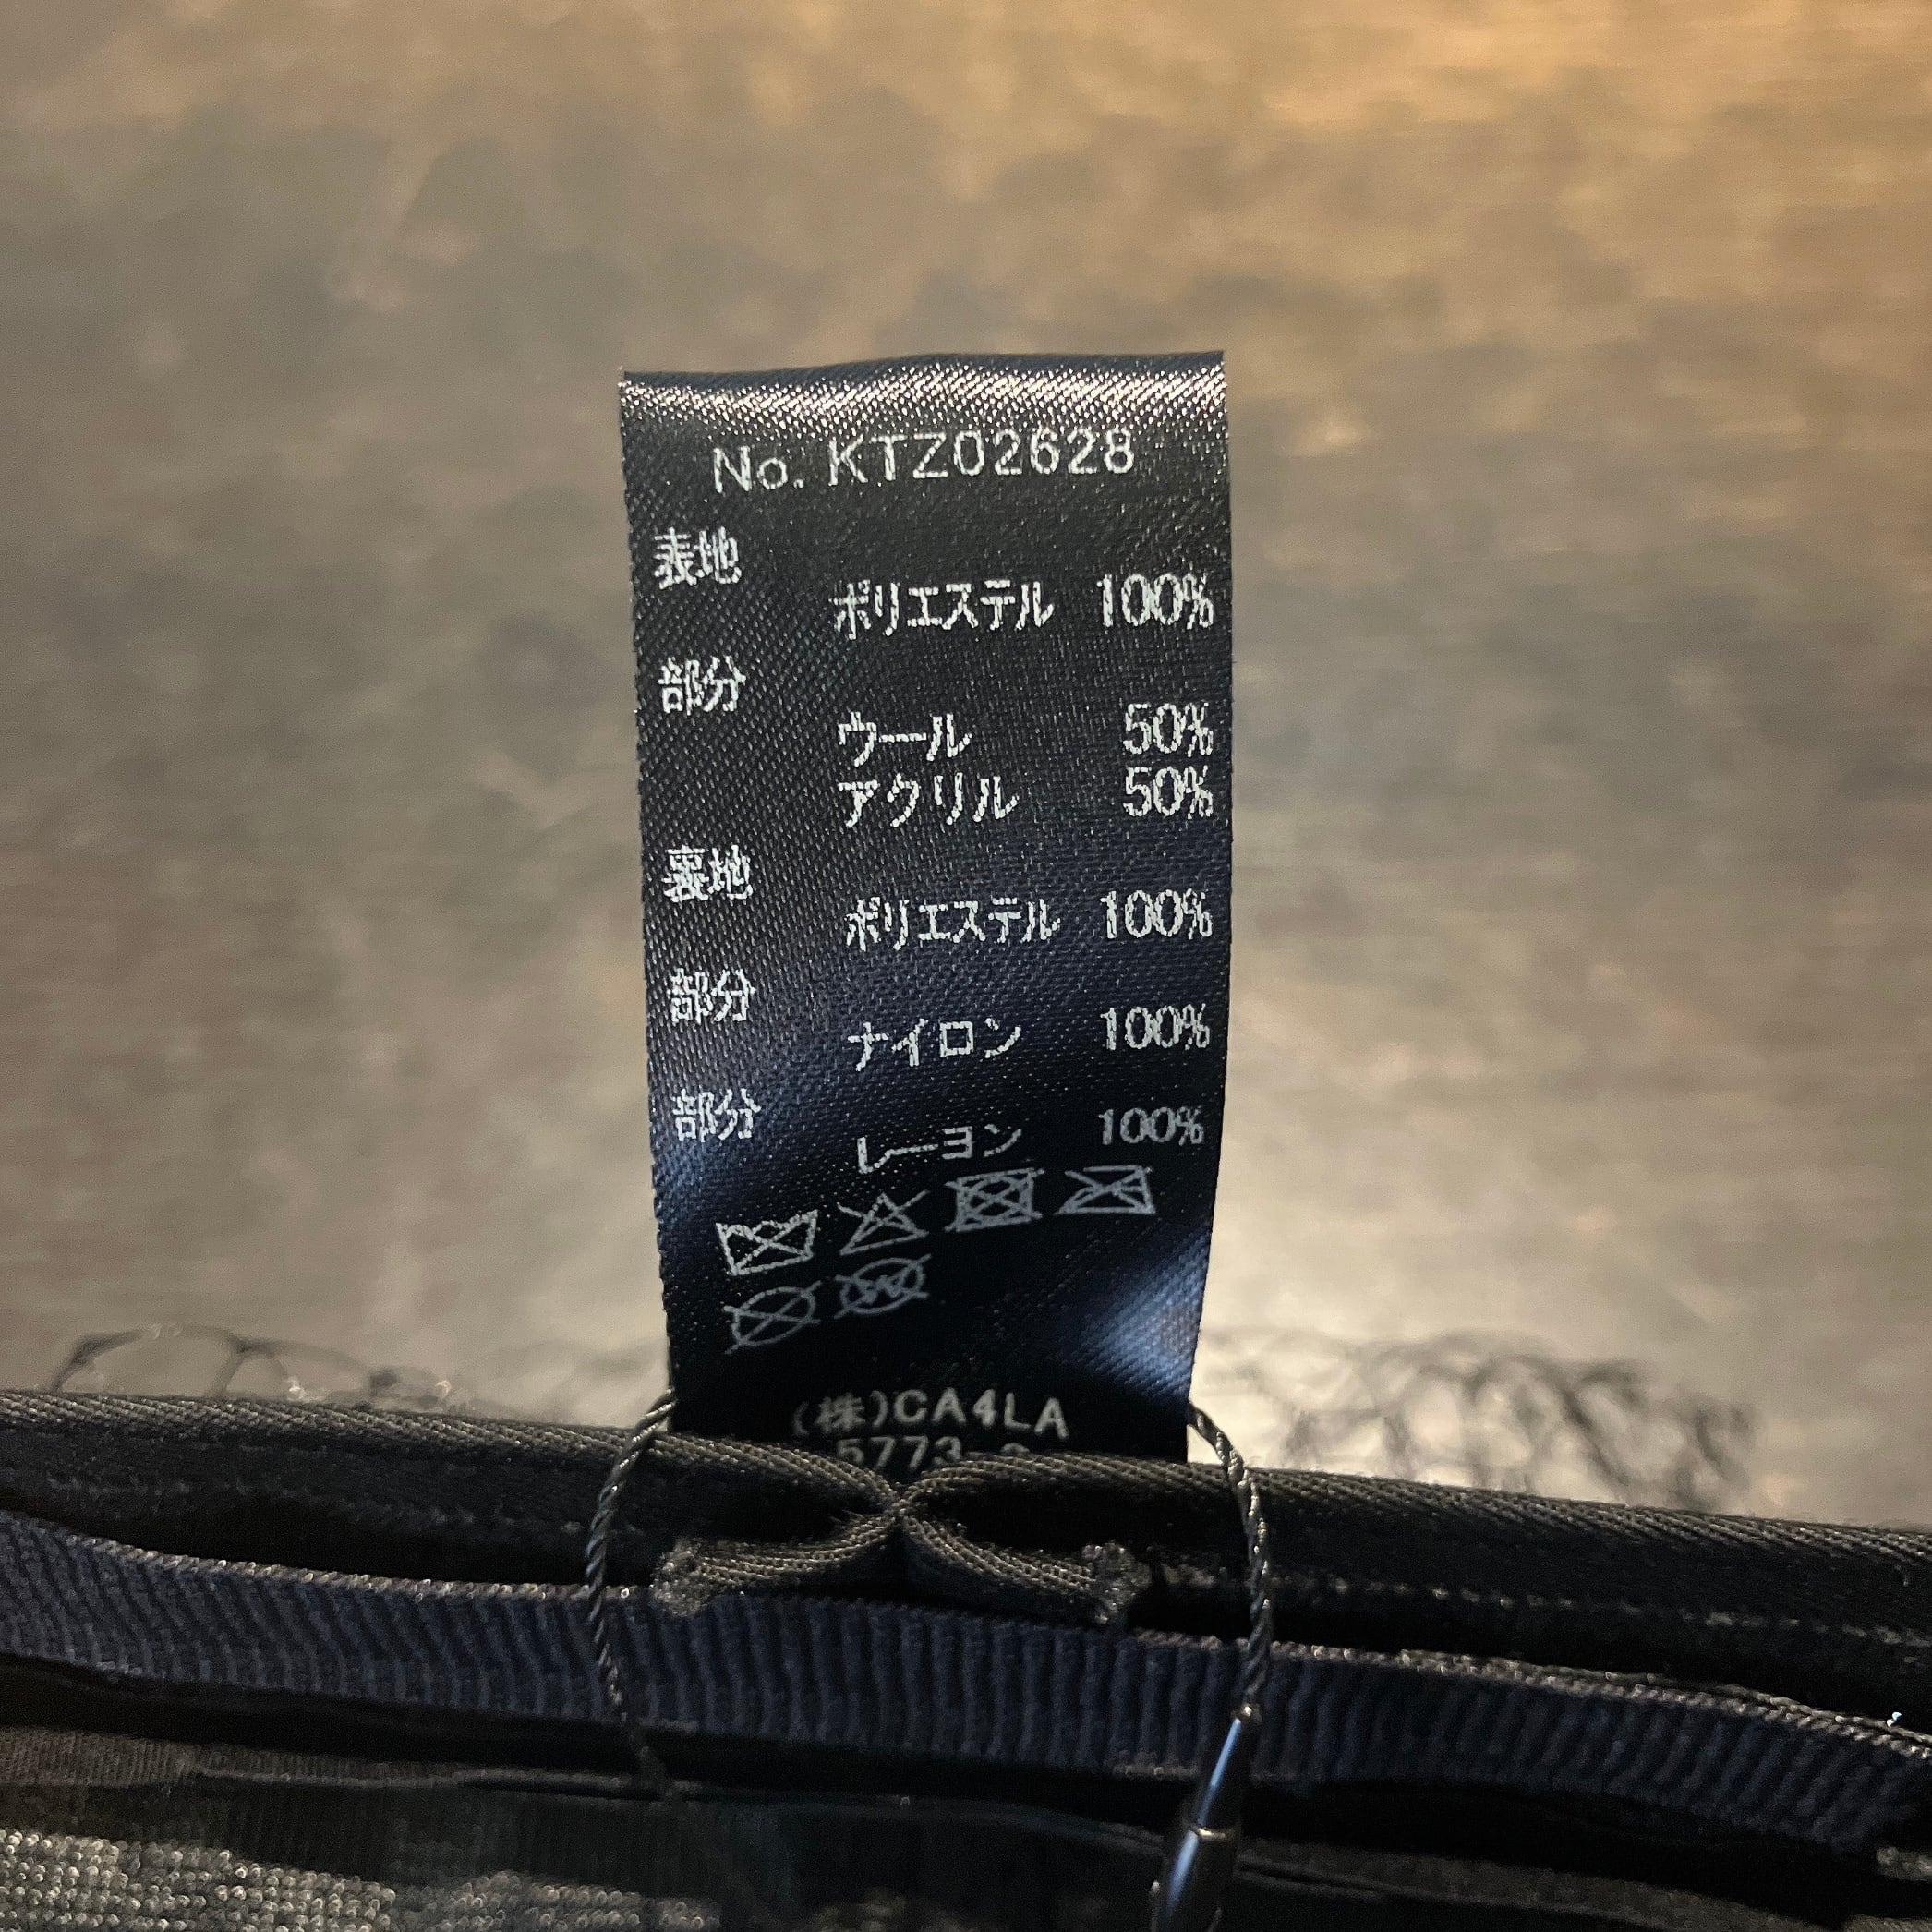 No. KTZ02628
表地
ポリエステル 100%
部分
ウール 50%
アクリル 50%
裏地
ポリエステル 100%
部分
ナイロン 100%
部分
レーヨン 100%
W
(株)CA4LA